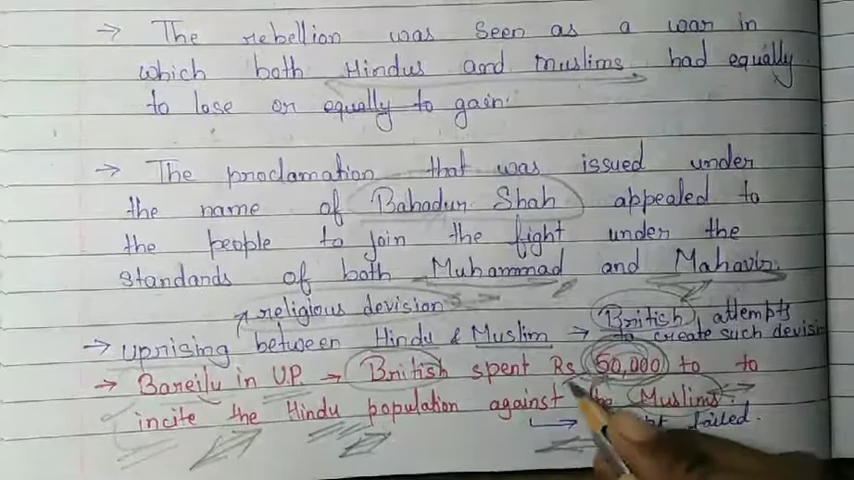 → The rebellion was seen as a war in
which both Hindus and muslims. had equally
to lose or equally to gain.
→ The proclamation that was issued under
the name of Bahadur Shah appealed to
the people to join the fight under the
standards of both Muhammad and Mahavir.
religious devision
→ uprising between Hindu & Muslim → British attempts
to create such devision
→ Bareilly in U.P. → British spent Rs 50,000 to to
incite the Hindu population against Muslims.
failed.